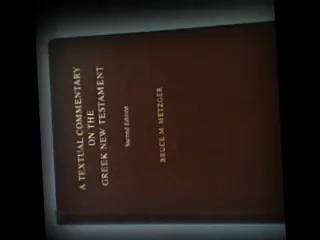 A TEXTUAL COMMENTARY
ON THE
GREEK NEW TESTAMENT
Second Edition
BRUCE M. METZGER